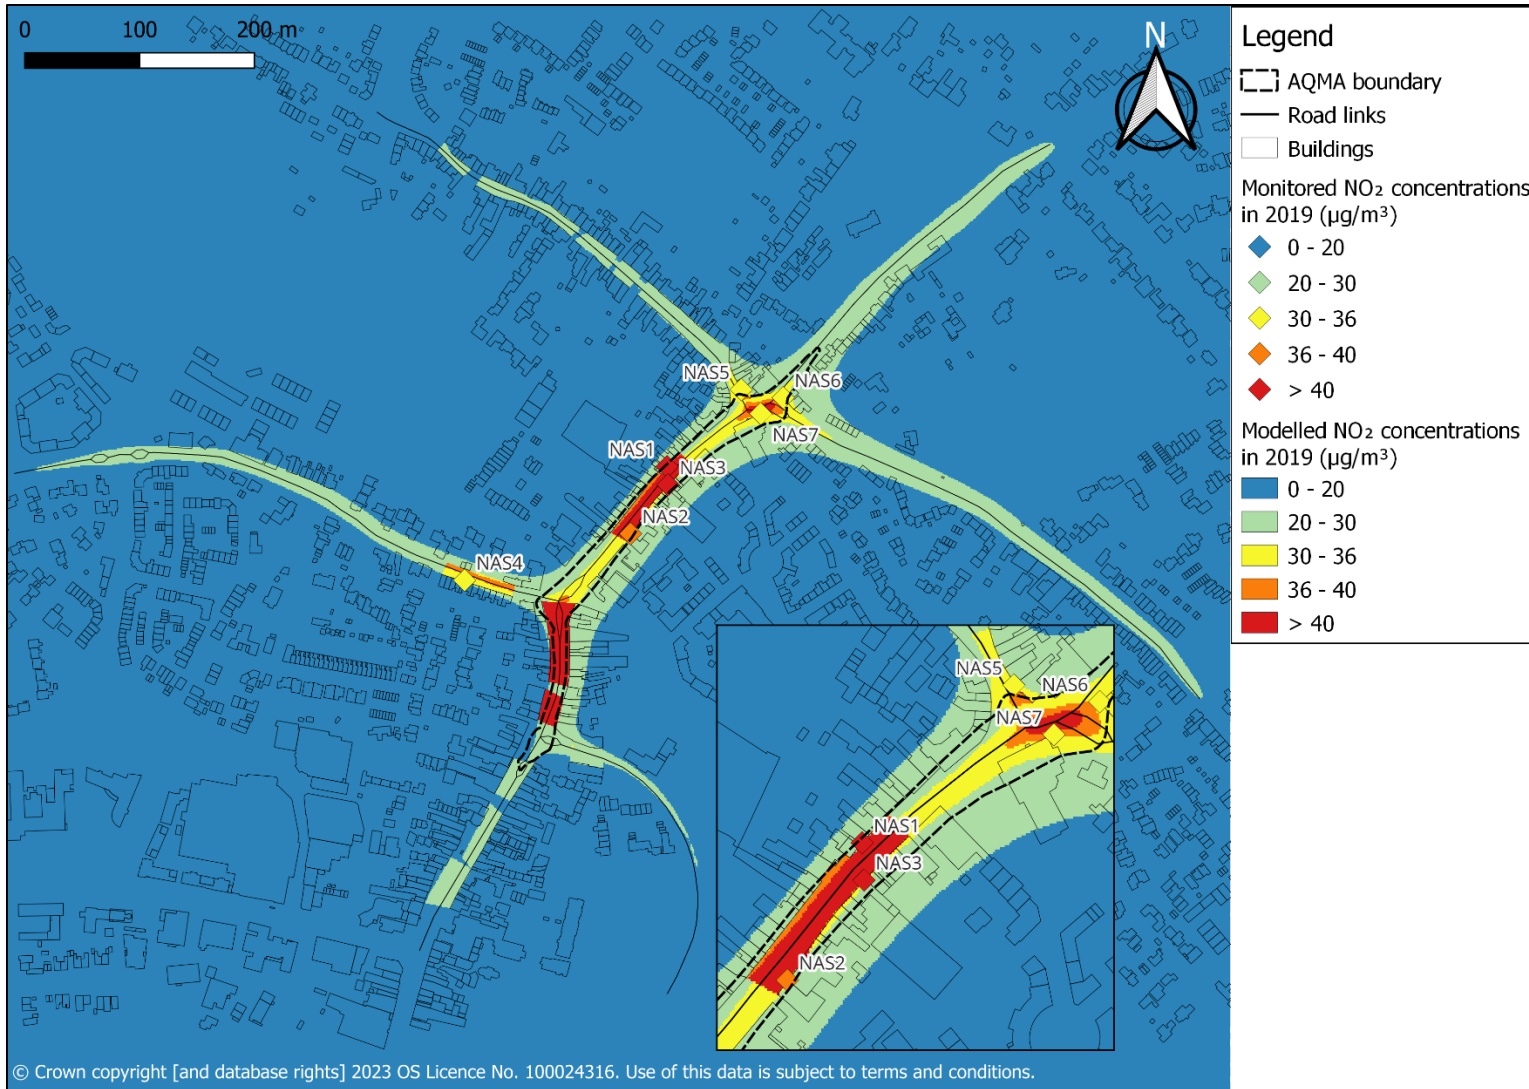 0 100 200 m
N
NAS5
NAS6
NAS7
NAS1
NAS3
NAS2
NAS4
NAS5
NAS6
NAS7
NAS1
NAS3
NAS2
© Crown copyright [and database rights] 2023 OS Licence No. 100024316. Use of this data is subject to terms and conditions.
Legend
AQMA boundary
Road links
Buildings
Monitored NO₂ concentrations
in 2019 (µg/m³)
0 - 20
20 - 30
30 - 36
36 - 40
> 40
Modelled NO₂ concentrations
in 2019 (µg/m³)
0 - 20
20 - 30
30 - 36
36 - 40
> 40